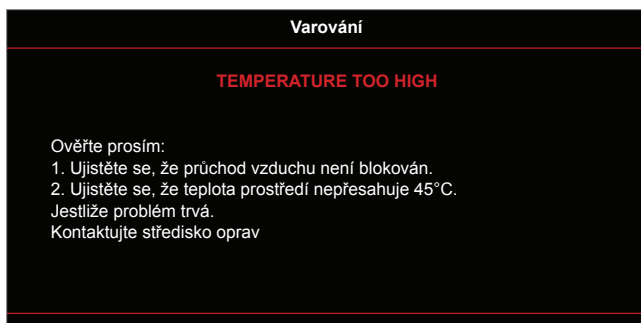 Varování
TEMPERATURE TOO HIGH
Ověřte prosím:
1. Ujistěte se, že průchod vzduchu není blokován.
2. Ujistěte se, že teplota prostředí nepřesahuje 45°C.
Jestliže problém trvá.
Kontaktujte středisko oprav